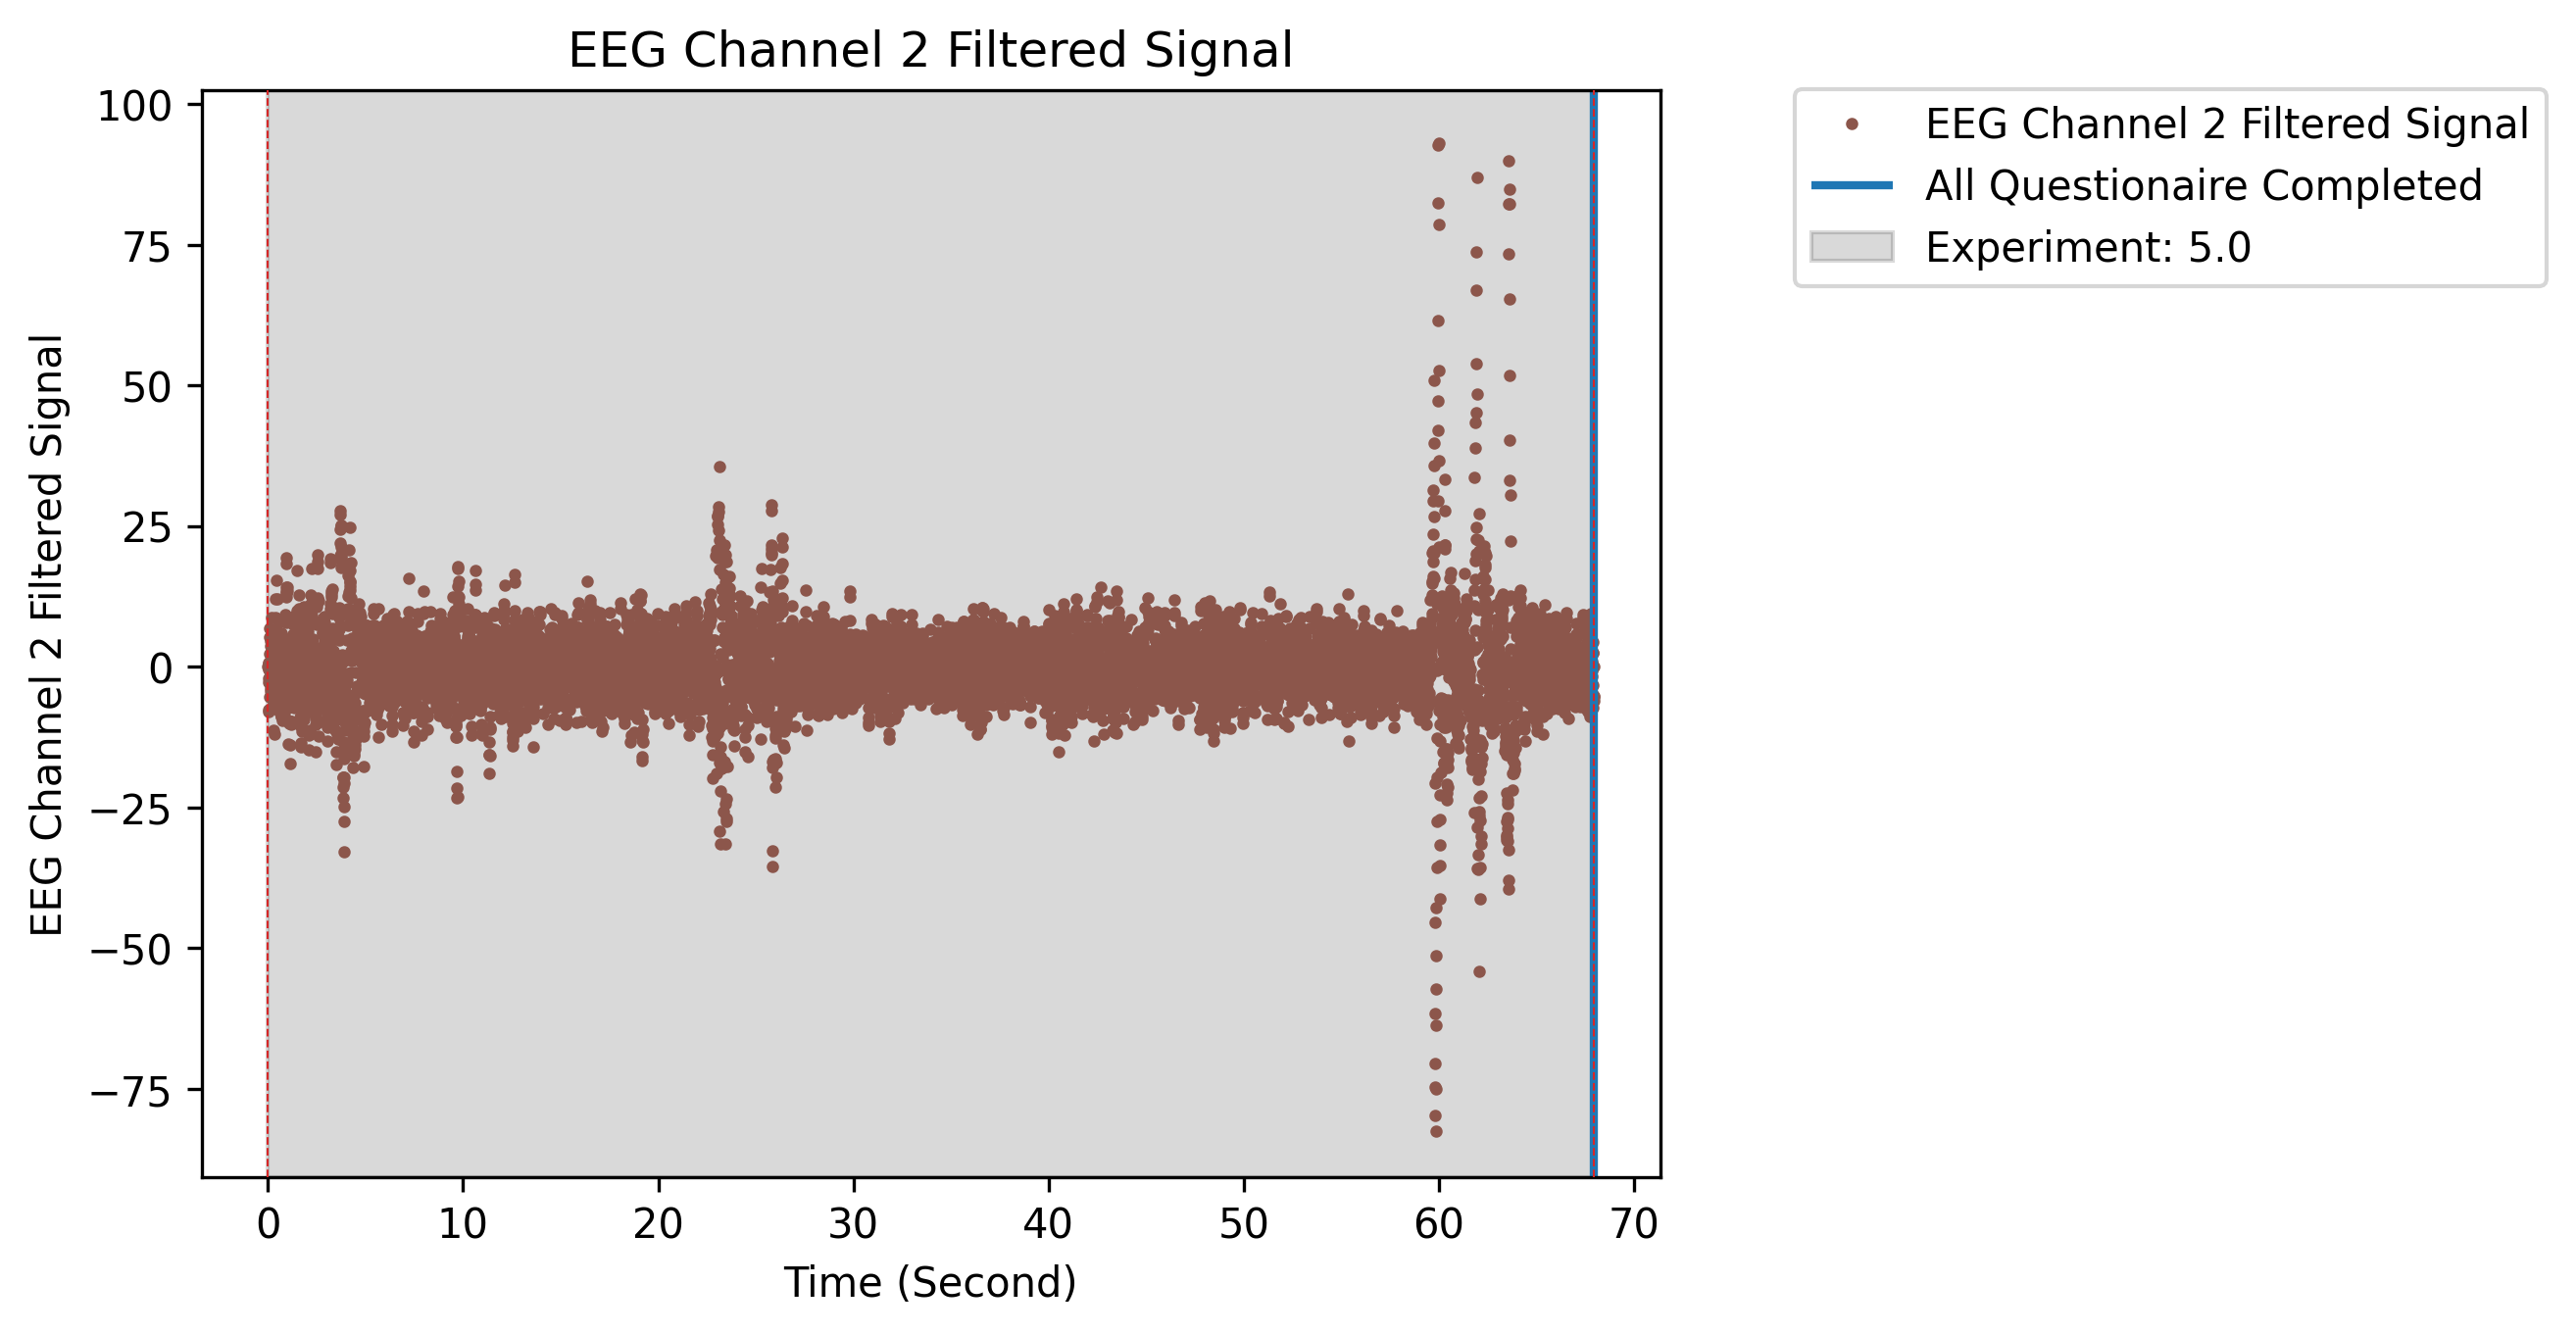 EEG Channel 2 Filtered Signal
EEG Channel 2 Filtered Signal
100
75
50
25
0
−25
−50
−75
0 10 20 30 40 50 60 70
Time (Second)
EEG Channel 2 Filtered Signal
All Questionaire Completed
Experiment: 5.0